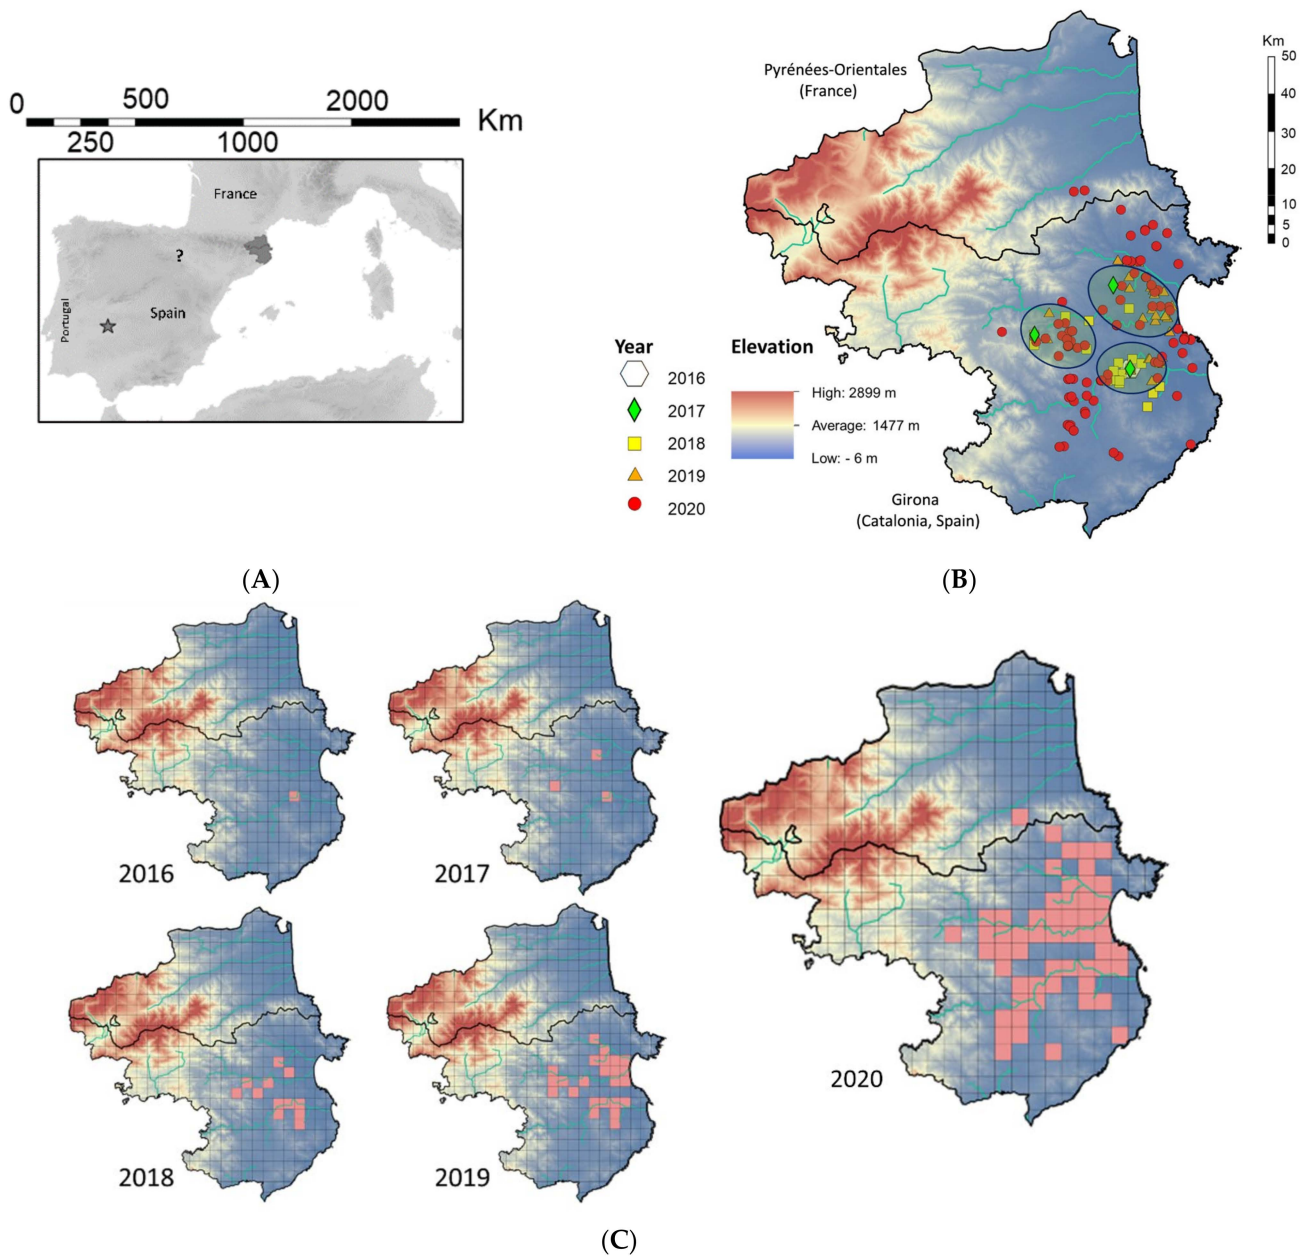 0 500 2000
250 1000 Km
France
?
Portugal
Spain
(A)
Pyrénées-Orientales
(France)
Km
50
40
30
20
10
5
0
Year
2016
2017
2018
2019
2020
Elevation
High: 2899 m
Average: 1477 m
Low: - 6 m
Girona
(Catalonia, Spain)
(B)
2016
2017
2018
2019
2020
(C)